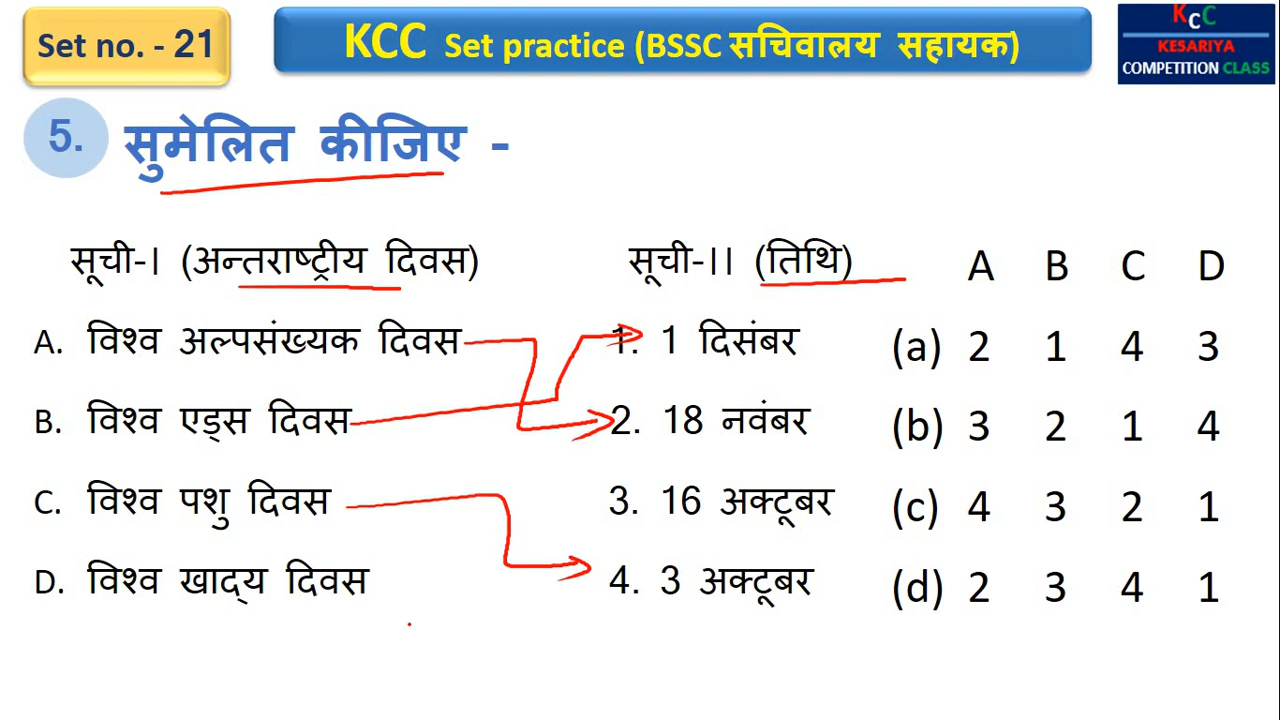 Set no. - 21
KCC Set practice (BSSC सचिवालय सहायक)
KCC
KESARIYA
COMPETITION CLASS
5. सुमेलित कीजिए -
सूची-I (अन्तराष्ट्रीय दिवस) सूची-II (तिथि) A B C D
A. विश्व अल्पसंख्यक दिवस 1. 1 दिसंबर (a) 2 1 4 3
B. विश्व एड्स दिवस 2. 18 नवंबर (b) 3 2 1 4
C. विश्व पशु दिवस 3. 16 अक्टूबर (c) 4 3 2 1
D. विश्व खाद्य दिवस 4. 3 अक्टूबर (d) 2 3 4 1